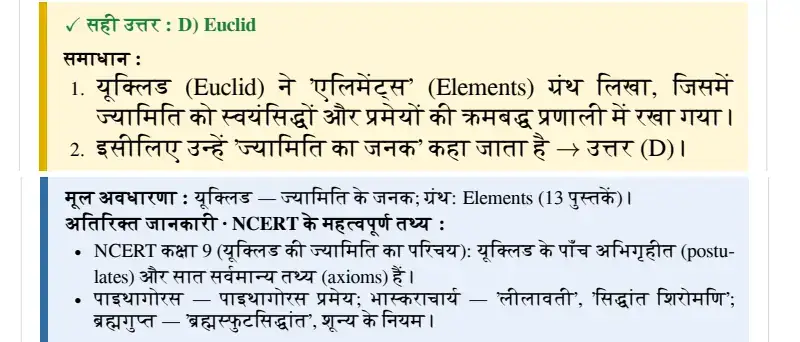 ✓ सही उत्तर : D) Euclid
समाधान :
1. यूक्लिड (Euclid) ने 'एलिमेंट्स' (Elements) ग्रंथ लिखा, जिसमें
ज्यामिति को स्वयंसिद्धों और प्रमेयों की क्रमबद्ध प्रणाली में रखा गया।
2. इसीलिए उन्हें 'ज्यामिति का जनक' कहा जाता है → उत्तर (D)।
मूल अवधारणा : यूक्लिड — ज्यामिति के जनक; ग्रंथ: Elements (13 पुस्तकें)।
अतिरिक्त जानकारी · NCERT के महत्वपूर्ण तथ्य :
• NCERT कक्षा 9 (यूक्लिड की ज्यामिति का परिचय): यूक्लिड के पाँच अभिगृहीत (postu-
lates) और सात सर्वमान्य तथ्य (axioms) हैं।
• पाइथागोरस — पाइथागोरस प्रमेय; भास्कराचार्य — 'लीलावती', 'सिद्धांत शिरोमणि';
ब्रह्मगुप्त — 'ब्रह्मस्फुटसिद्धांत', शून्य के नियम।